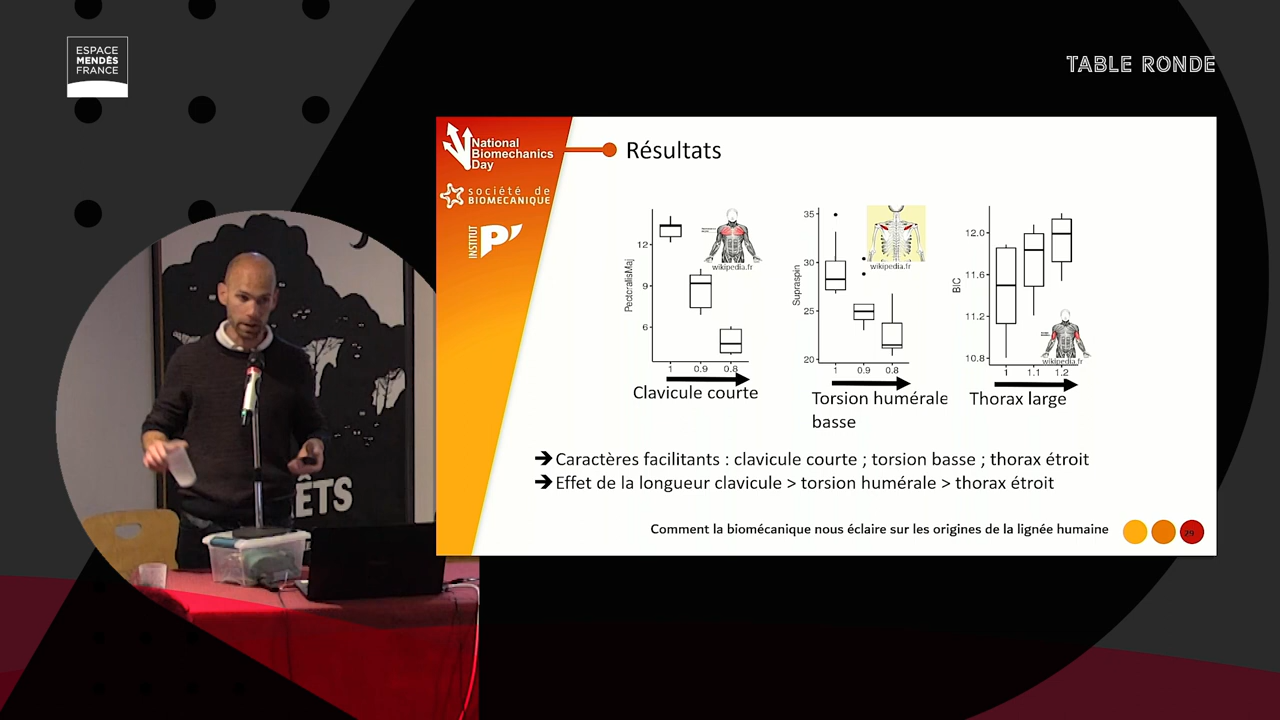 ESPACE
MENDÈS
FRANCE
TABLE RONDE
National
Biomechanics
Day
société de
BIOMECANIQUE
INSTITUT
P'
Résultats
PectoralisMaj
12
9
6
1 0.9 0.8
wikipedia.fr
Clavicule courte
Supraspin
35
30
25
20
1 0.9 0.8
wikipedia.fr
Torsion humérale
basse
BIC
12.0
11.6
11.2
10.8
1 1.1 1.2
wikipedia.fr
Thorax large
➔ Caractères facilitants : clavicule courte ; torsion basse ; thorax étroit
➔ Effet de la longueur clavicule > torsion humérale > thorax étroit
Comment la biomécanique nous éclaire sur les origines de la lignée humaine
ÊTS